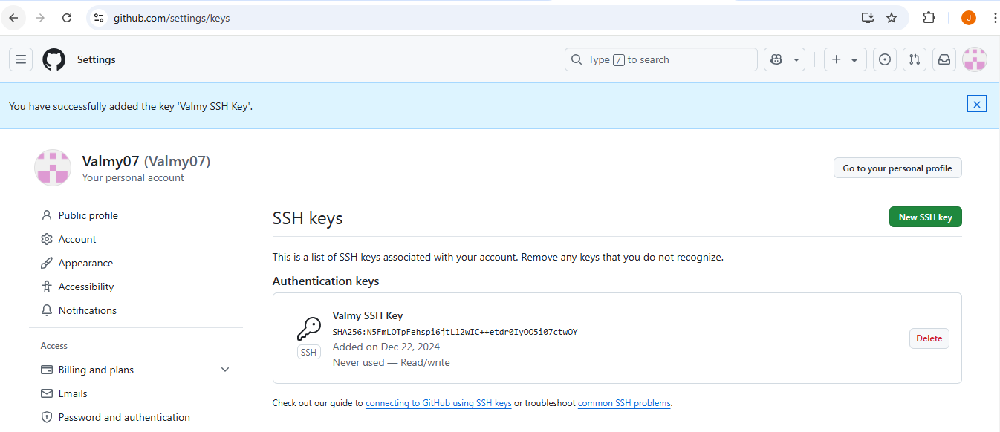 github.com/settings/keys
J
Settings
Type / to search
You have successfully added the key 'Valmy SSH Key'.
Valmy07 (Valmy07)
Your personal account
Go to your personal profile
Public profile
Account
Appearance
Accessibility
Notifications
Access
Billing and plans
Emails
Password and authentication
SSH keys
New SSH key
This is a list of SSH keys associated with your account. Remove any keys that you do not recognize.
Authentication keys
Valmy SSH Key
SHA256:N5FmLOTpFehspi6jtL12wIC++etdr0IyOO5i07ctwOY
SSH
Added on Dec 22, 2024
Never used — Read/write
Delete
Check out our guide to connecting to GitHub using SSH keys or troubleshoot common SSH problems.